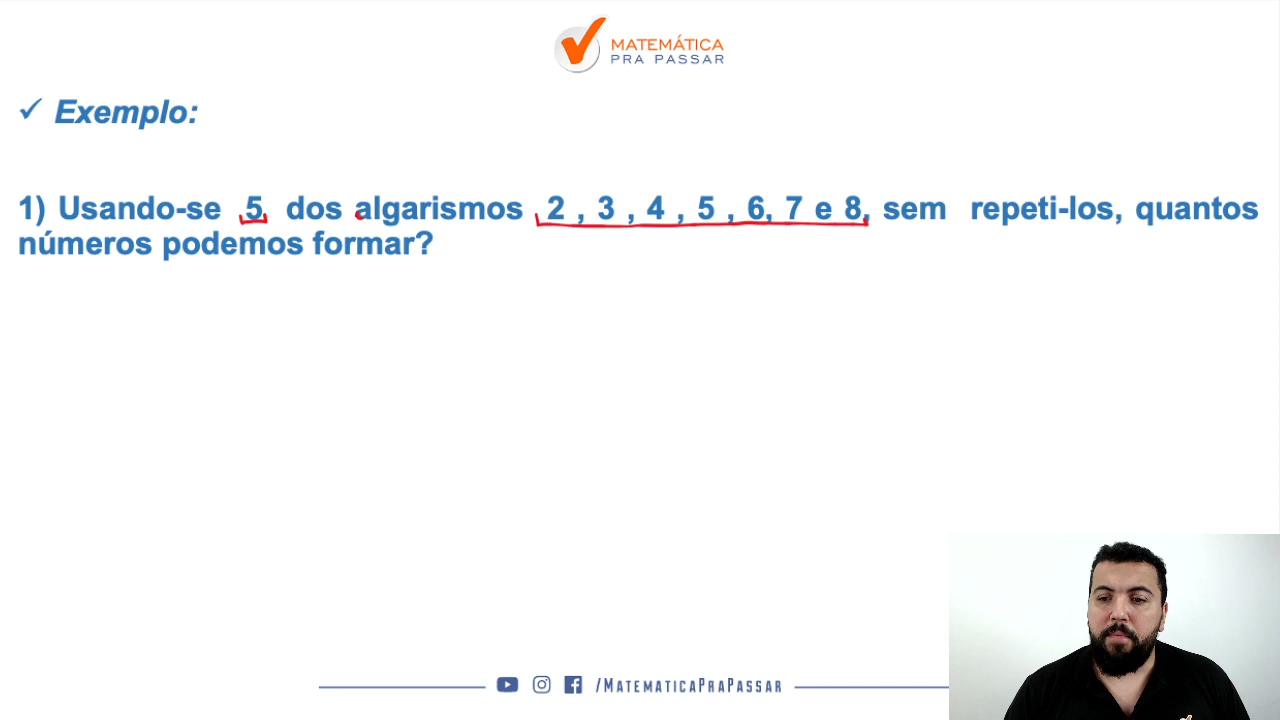 MATEMÁTICA
PRA PASSAR
✓ Exemplo:
1) Usando-se 5 dos algarismos 2 , 3 , 4 , 5 , 6, 7 e 8, sem repeti-los, quantos
números podemos formar?
/MATEMATICAPRAPASSAR